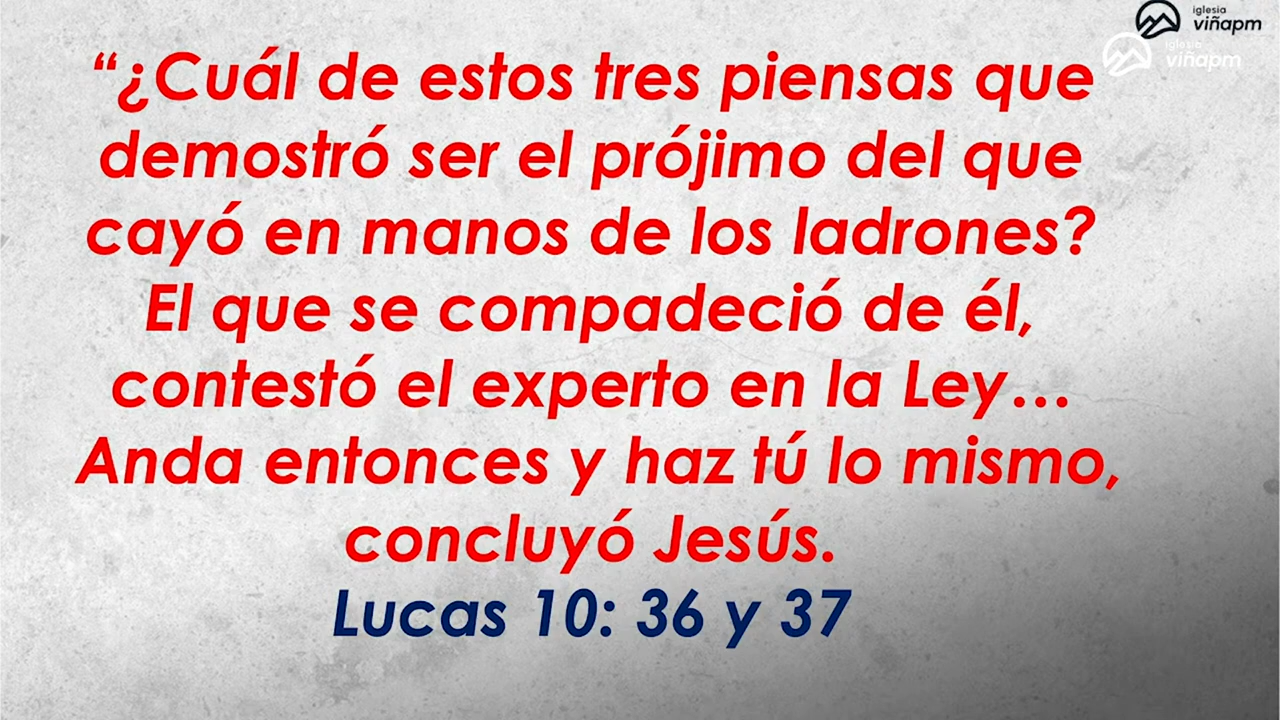 iglesia
viñapm
iglesia
viñapm
“¿Cuál de estos tres piensas que
demostró ser el prójimo del que
cayó en manos de los ladrones?
El que se compadeció de él,
contestó el experto en la Ley...
Anda entonces y haz tú lo mismo,
concluyó Jesús.
Lucas 10: 36 y 37